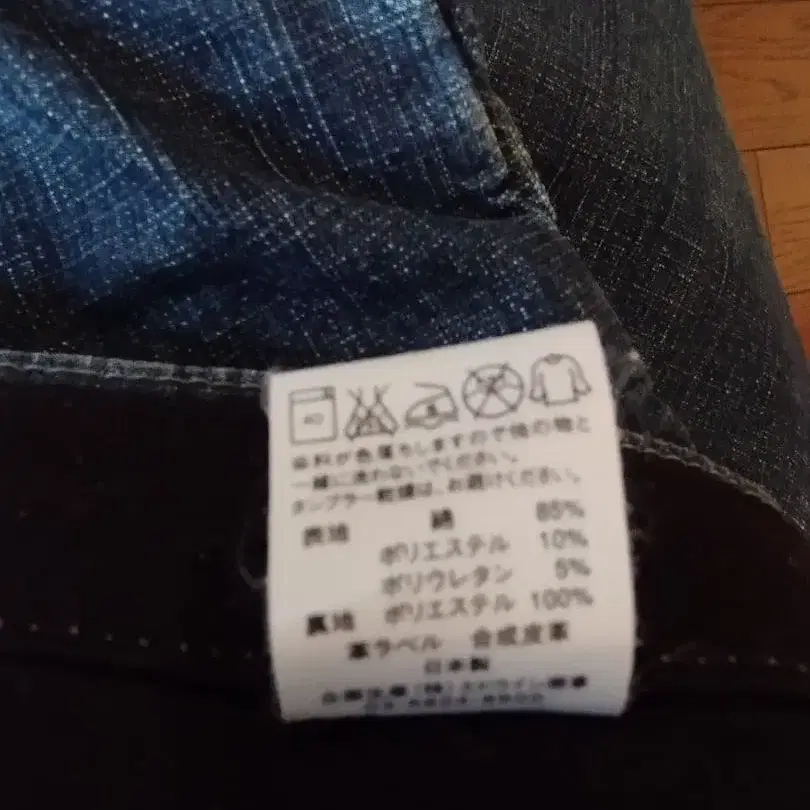 40
染料が色落ちしますので他の物と
一緒に洗わないでください。
タンブラー乾燥は、お避けください。
表地 綿 85%
ポリエステル 10%
ポリウレタン 5%
裏地 ポリエステル 100%
革ラベル 合成皮革
日本製